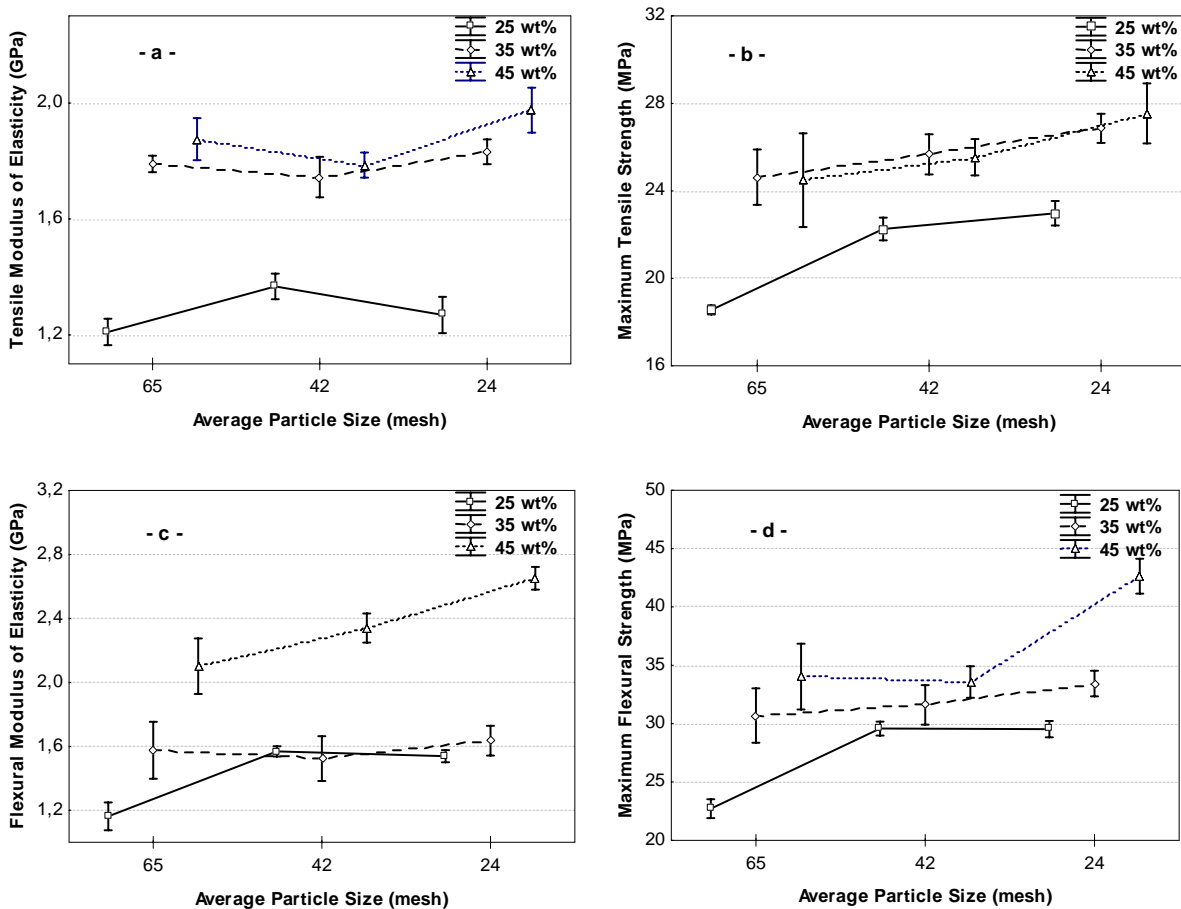 Tensile Modulus of Elasticity (GPa)
2,0
1,6
1,2
- a -
25 wt%
35 wt%
45 wt%
65 42 24
Average Particle Size (mesh)
Maximum Tensile Strength (MPa)
32
28
24
20
16
- b -
25 wt%
35 wt%
45 wt%
65 42 24
Average Particle Size (mesh)
Flexural Modulus of Elasticity (GPa)
3,2
2,8
2,4
2,0
1,6
1,2
- c -
25 wt%
35 wt%
45 wt%
65 42 24
Average Particle Size (mesh)
Maximum Flexural Strength (MPa)
50
45
40
35
30
25
20
- d -
25 wt%
35 wt%
45 wt%
65 42 24
Average Particle Size (mesh)